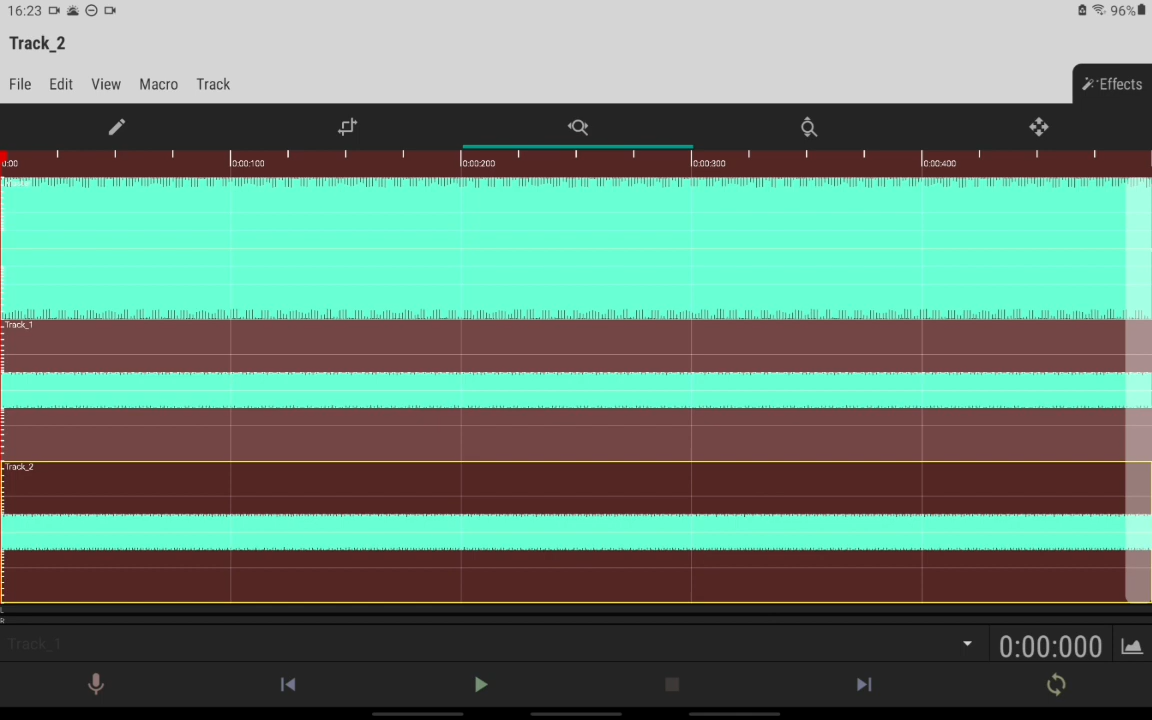 16:23 96%
Track_2
File Edit View Macro Track Effects
0:00 0:00:100 0:00:200 0:00:300 0:00:400
Track_1
Track_2
L
R
Track_1 0:00:000